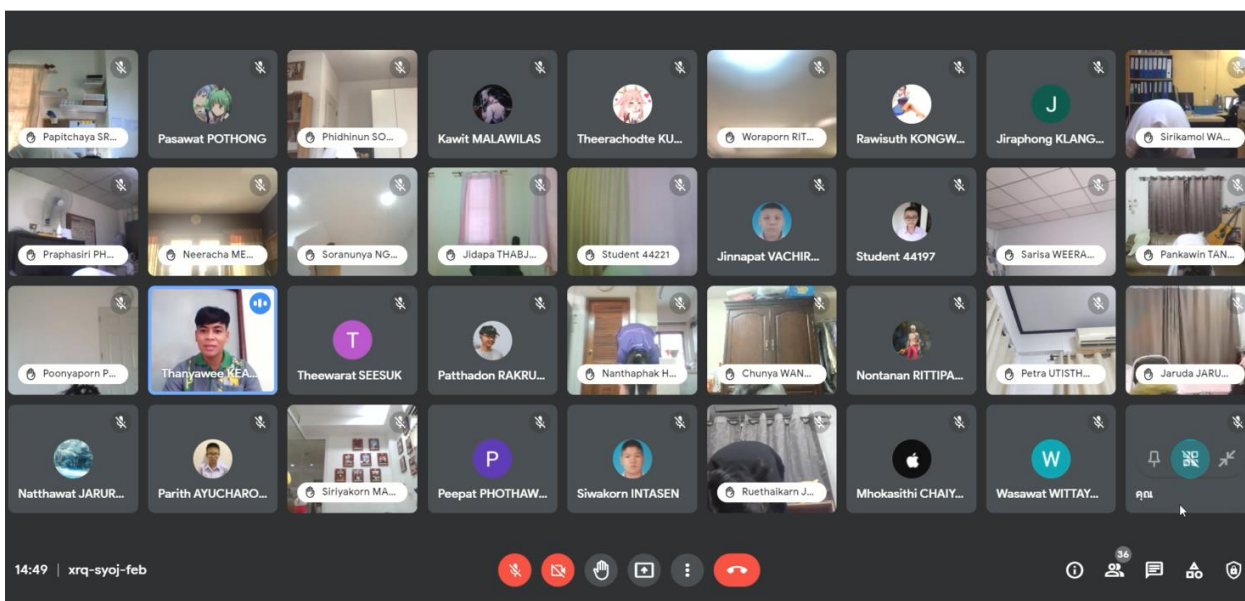 Papitchaya SR...
Pasawat POTHONG
Phidhinun SO...
Kawit MALAWILAS
Theerachodte KU...
Woraporn RIT...
Rawisuth KONGW...
J
Jiraphong KLANG...
Sirikamol WA...
Praphasiri PH...
Neeracha ME...
Soranunya NG...
Jidapa THABJ...
Student 44221
Jinnapat VACHIR...
Student 44197
Sarisa WEERA...
Pankawin TAN...
Poonyaporn P...
Thanyawee KEA...
T
Theewarat SEESUK
Patthadon RAKRU...
Nanthaphak H...
Chunya WAN...
Nontanan RITTIPA...
Petra UTISTH...
Jaruda JARU...
Natthawat JARUR...
Parith AYUCHARO...
Siriyakorn MA...
P
Peepat PHOTHAW...
Siwakorn INTASEN
Ruethaikarn J...
Mhokasithi CHAIY...
W
Wasawat WITTAY...
คุณ
14:49 | xrq-syoj-feb
36